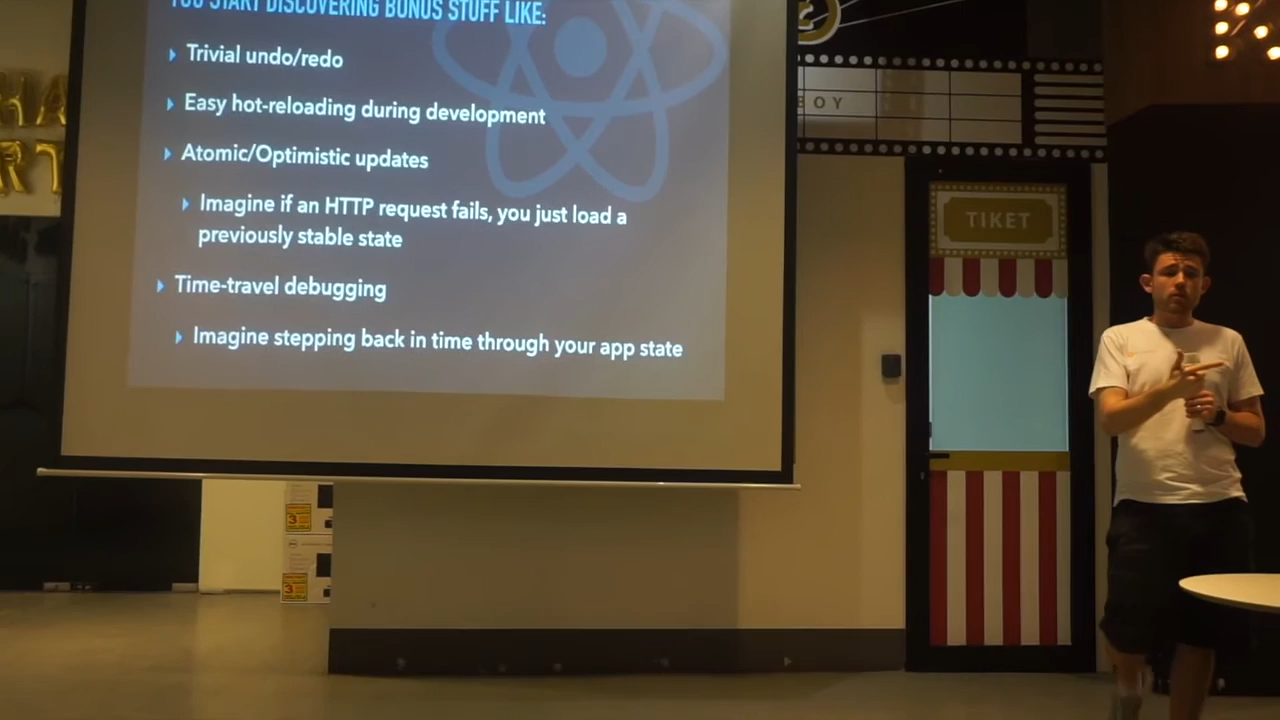 YOU START DISCOVERING BONUS STUFF LIKE:
Trivial undo/redo
Easy hot-reloading during development
Atomic/Optimistic updates
Imagine if an HTTP request fails, you just load a
previously stable state
Time-travel debugging
Imagine stepping back in time through your app state
TIKET
3
3